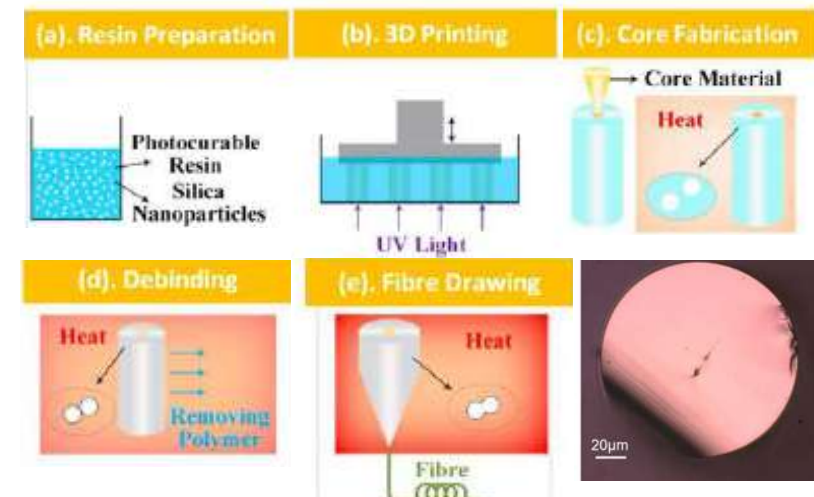 (a). Resin Preparation
(b). 3D Printing
(c). Core Fabrication
Photocurable
Resin
Silica
Nanoparticles
UV Light
Core Material
Heat
(d). Debinding
(e). Fibre Drawing
Heat
Removing
Polymer
Heat
Fibre
20μm